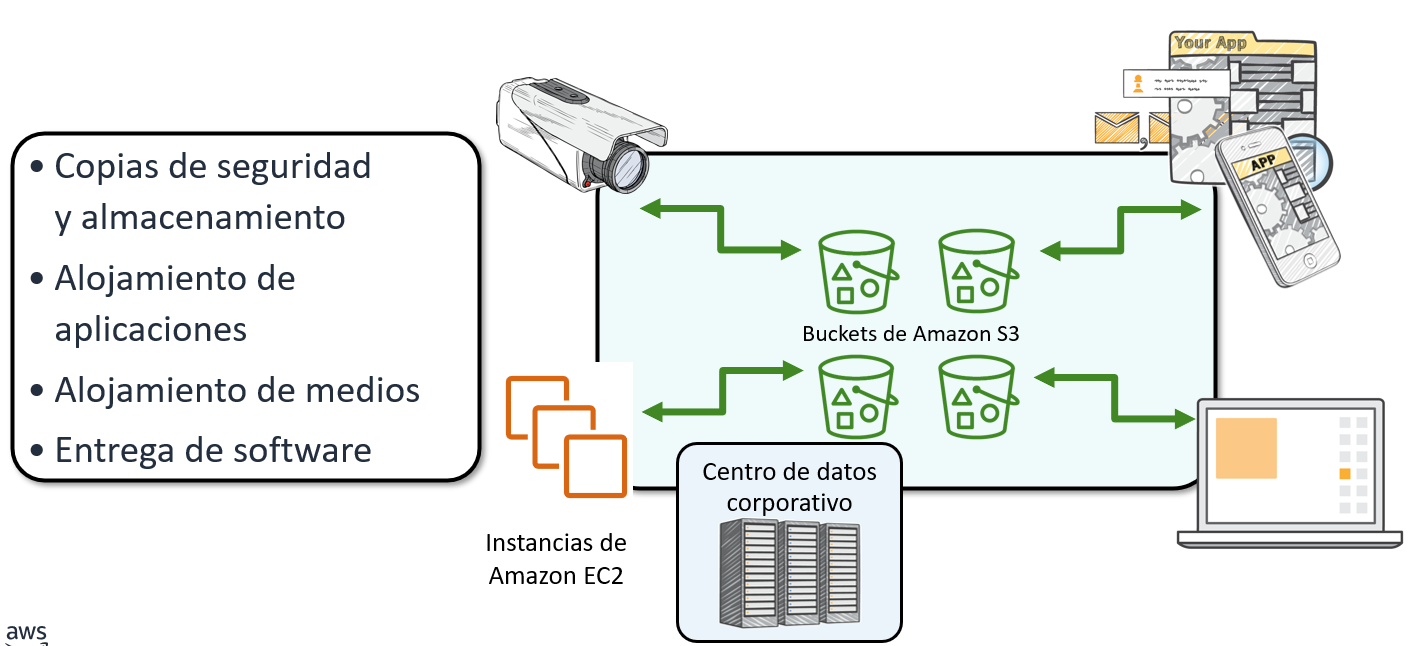 • Copias de seguridad
y almacenamiento
• Alojamiento de
aplicaciones
• Alojamiento de medios
• Entrega de software
Your App
APP
Buckets de Amazon S3
Centro de datos
corporativo
Instancias de
Amazon EC2
aws